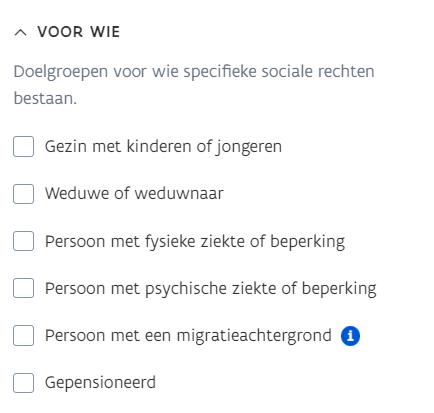 VOOR WIE
Doelgroepen voor wie specifieke sociale rechten
bestaan.
Gezin met kinderen of jongeren
Weduwe of weduwnaar
Persoon met fysieke ziekte of beperking
Persoon met psychische ziekte of beperking
Persoon met een migratieachtergrond i
Gepensioneerd